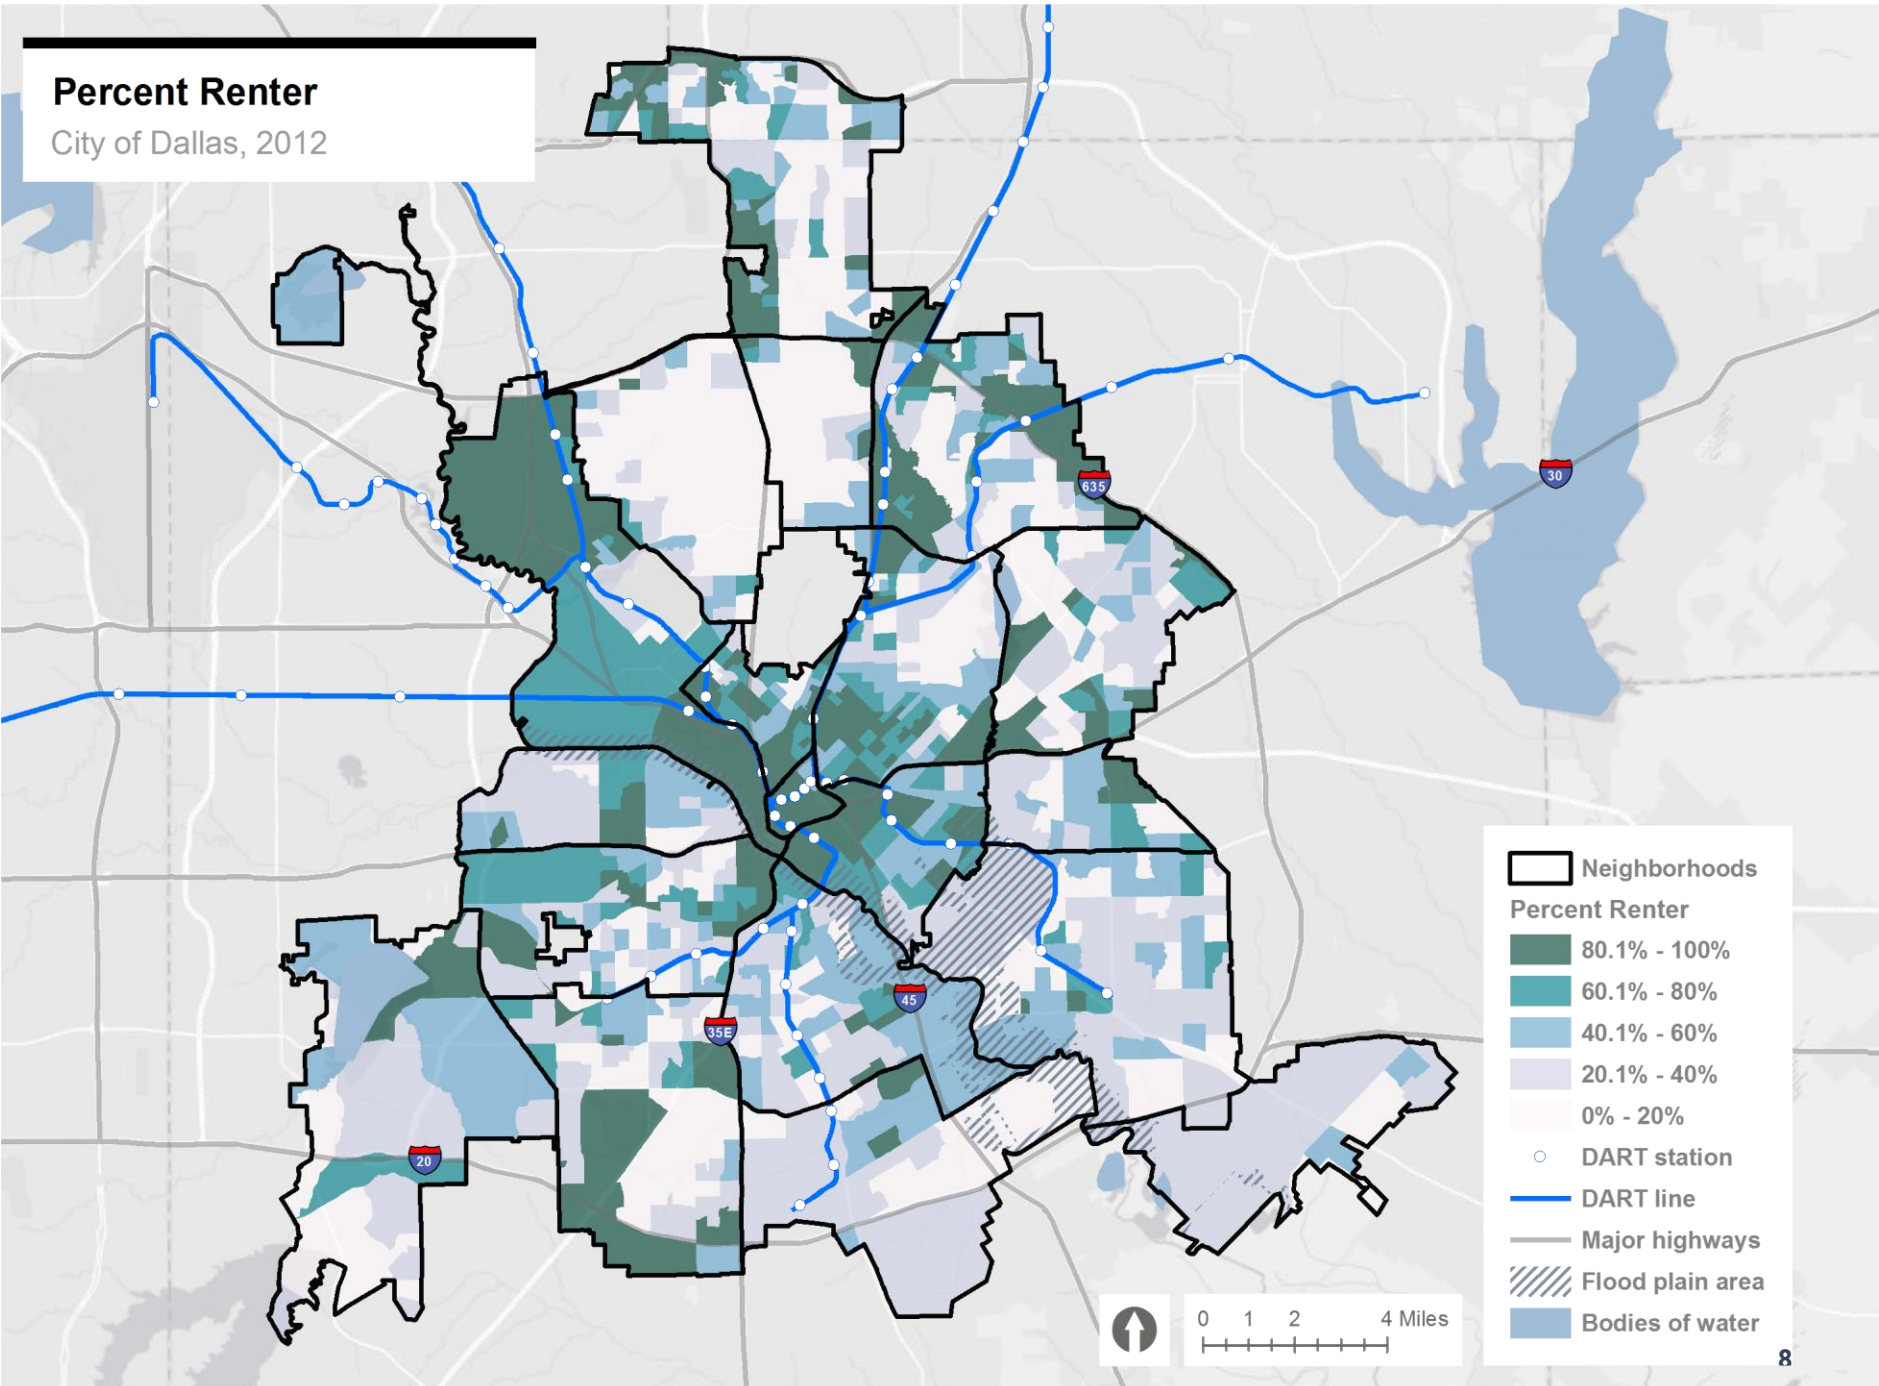 Percent Renter
City of Dallas, 2012
635
30
45
35E
20
Neighborhoods
Percent Renter
80.1% - 100%
60.1% - 80%
40.1% - 60%
20.1% - 40%
0% - 20%
DART station
DART line
Major highways
Flood plain area
Bodies of water
0 1 2 4 Miles
8